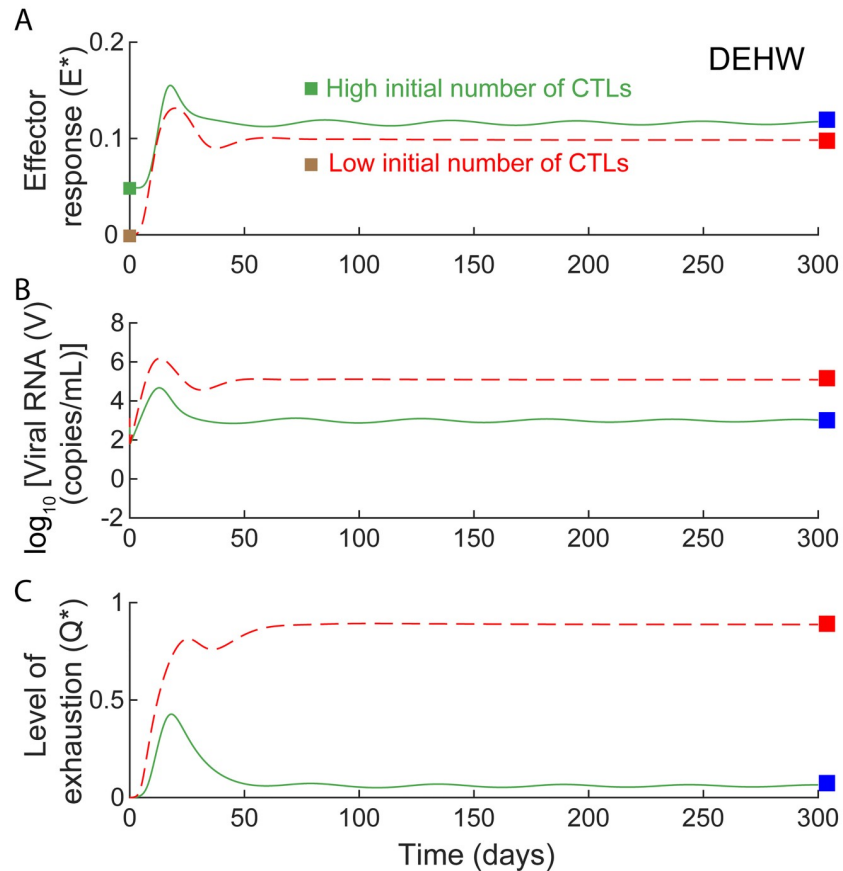 A
DEHW
Effector
response (E*)
0.2
0.1
0
High initial number of CTLs
Low initial number of CTLs
0 50 100 150 200 250 300
B
log10 [Viral RNA (V)
(copies/mL)]
8
6
4
2
0
-2
0 50 100 150 200 250 300
C
Level of
exhaustion (Q*)
1
0.5
0
0 50 100 150 200 250 300
Time (days)